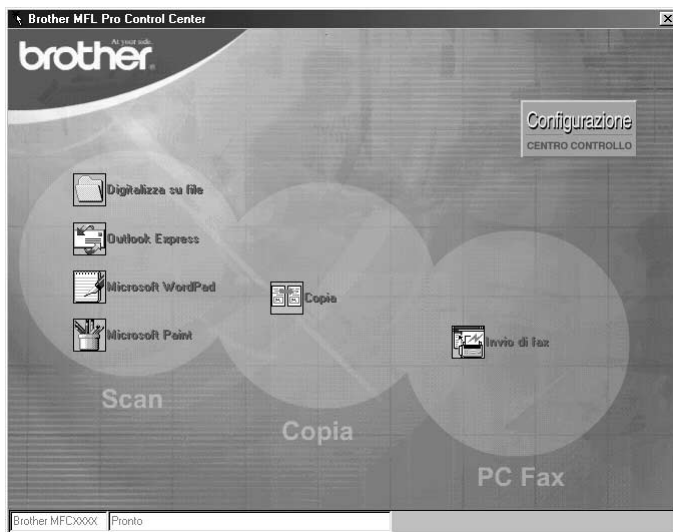 Brother MFL Pro Control Center
At your side.
brother
Configurazione
CENTRO CONTROLLO
Digitalizza su file
Outlook Express
Microsoft WordPad
Microsoft Paint
Scan
Copia
Copia
Invio di fax
PC Fax
Brother MFCXXXX
Pronto